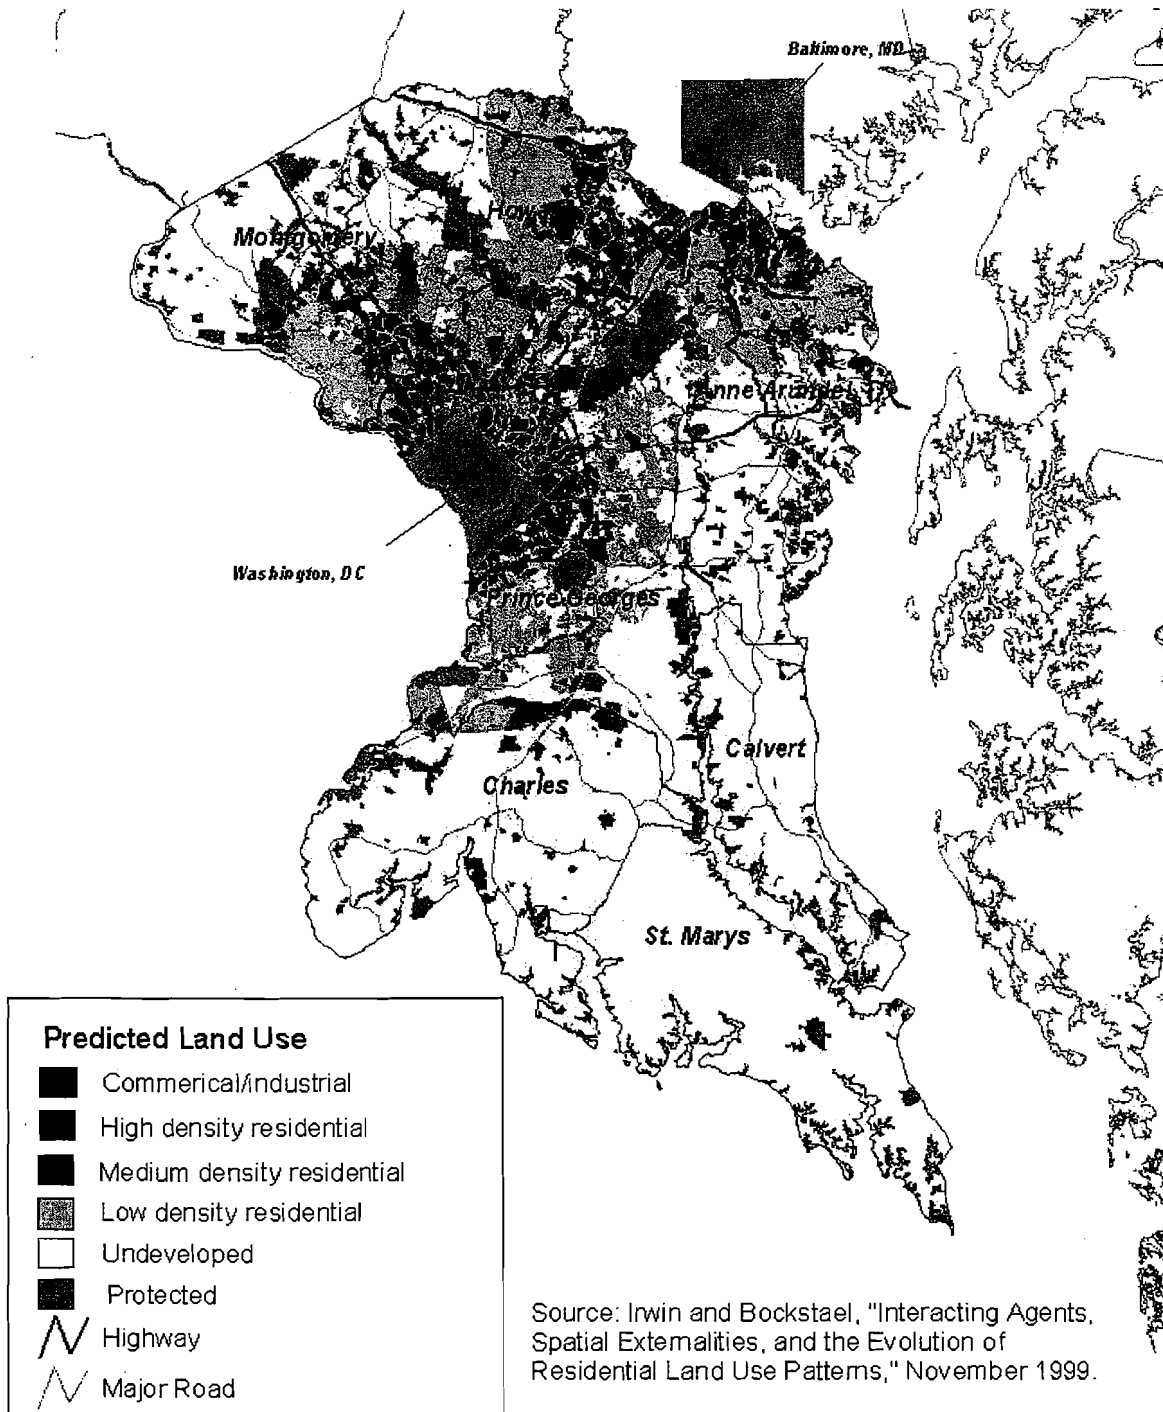 Baltimore, MD
Montgomery
Anne Arundel
Washington, DC
Prince Georges
Calvert
Charles
St. Marys
Predicted Land Use
Commerical/industrial
High density residential
Medium density residential
Low density residential
Undeveloped
Protected
Highway
Major Road
Source: Irwin and Bockstael, "Interacting Agents,
Spatial Externalities, and the Evolution of
Residential Land Use Patterns," November 1999.